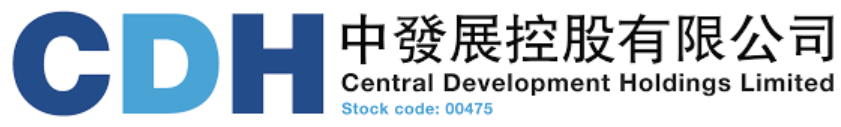 CDH
中發展控股有限公司
Central Development Holdings Limited
Stock code: 00475